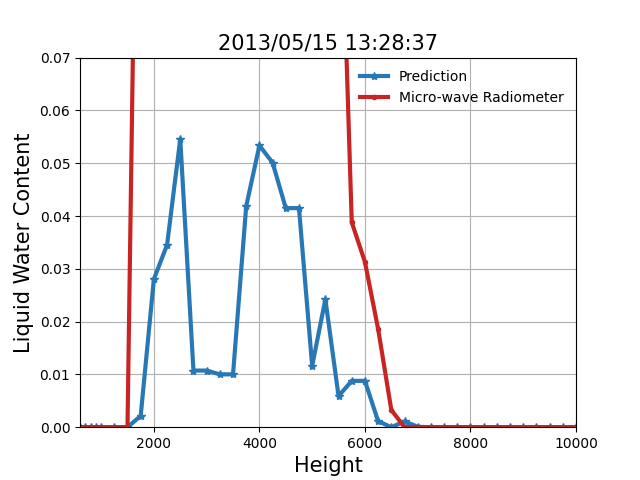 2013/05/15 13:28:37
Prediction
Micro-wave Radiometer
Liquid Water Content
0.07
0.06
0.05
0.04
0.03
0.02
0.01
0.00
2000 4000 6000 8000 10000
Height